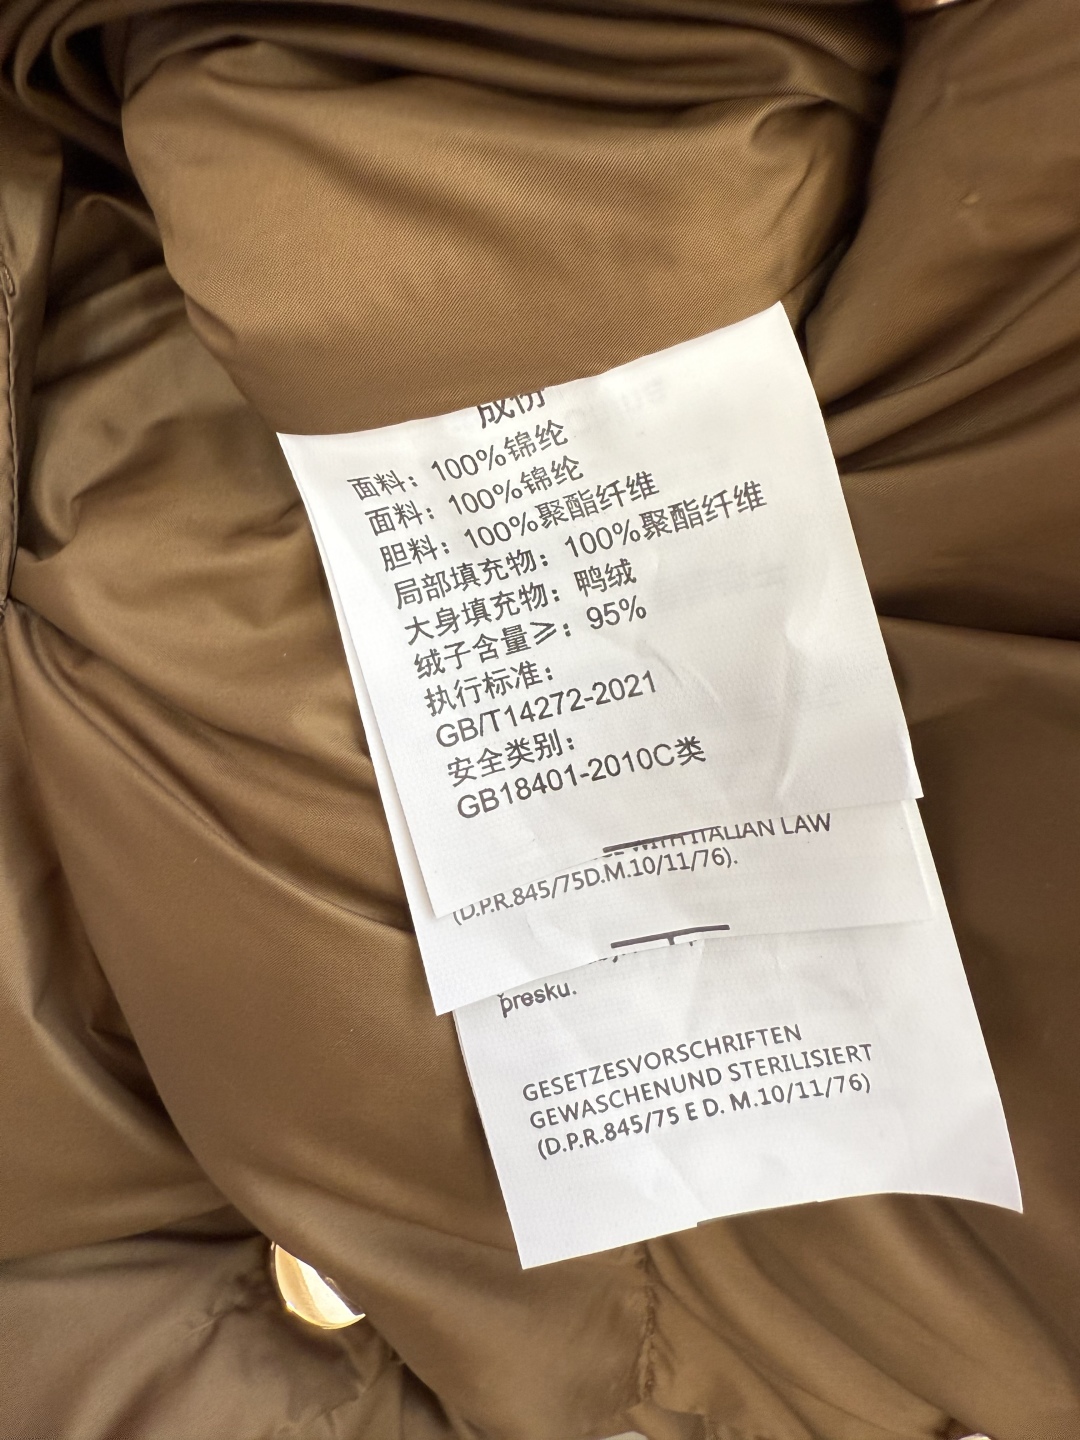 成份
面料：100%锦纶
面料：100%锦纶
胆料：100%聚酯纤维
局部填充物：100%聚酯纤维
大身填充物：鸭绒
绒子含量≥：95%
执行标准：
GB/T14272-2021
安全类别：
GB18401-2010C类
WITH ITALIAN LAW
(D.P.R.845/75D.M.10/11/76).
presku.
GESETZESVORSCHRIFTEN
GEWASCHENUND STERILISIERT
(D.P.R.845/75 E D. M.10/11/76)